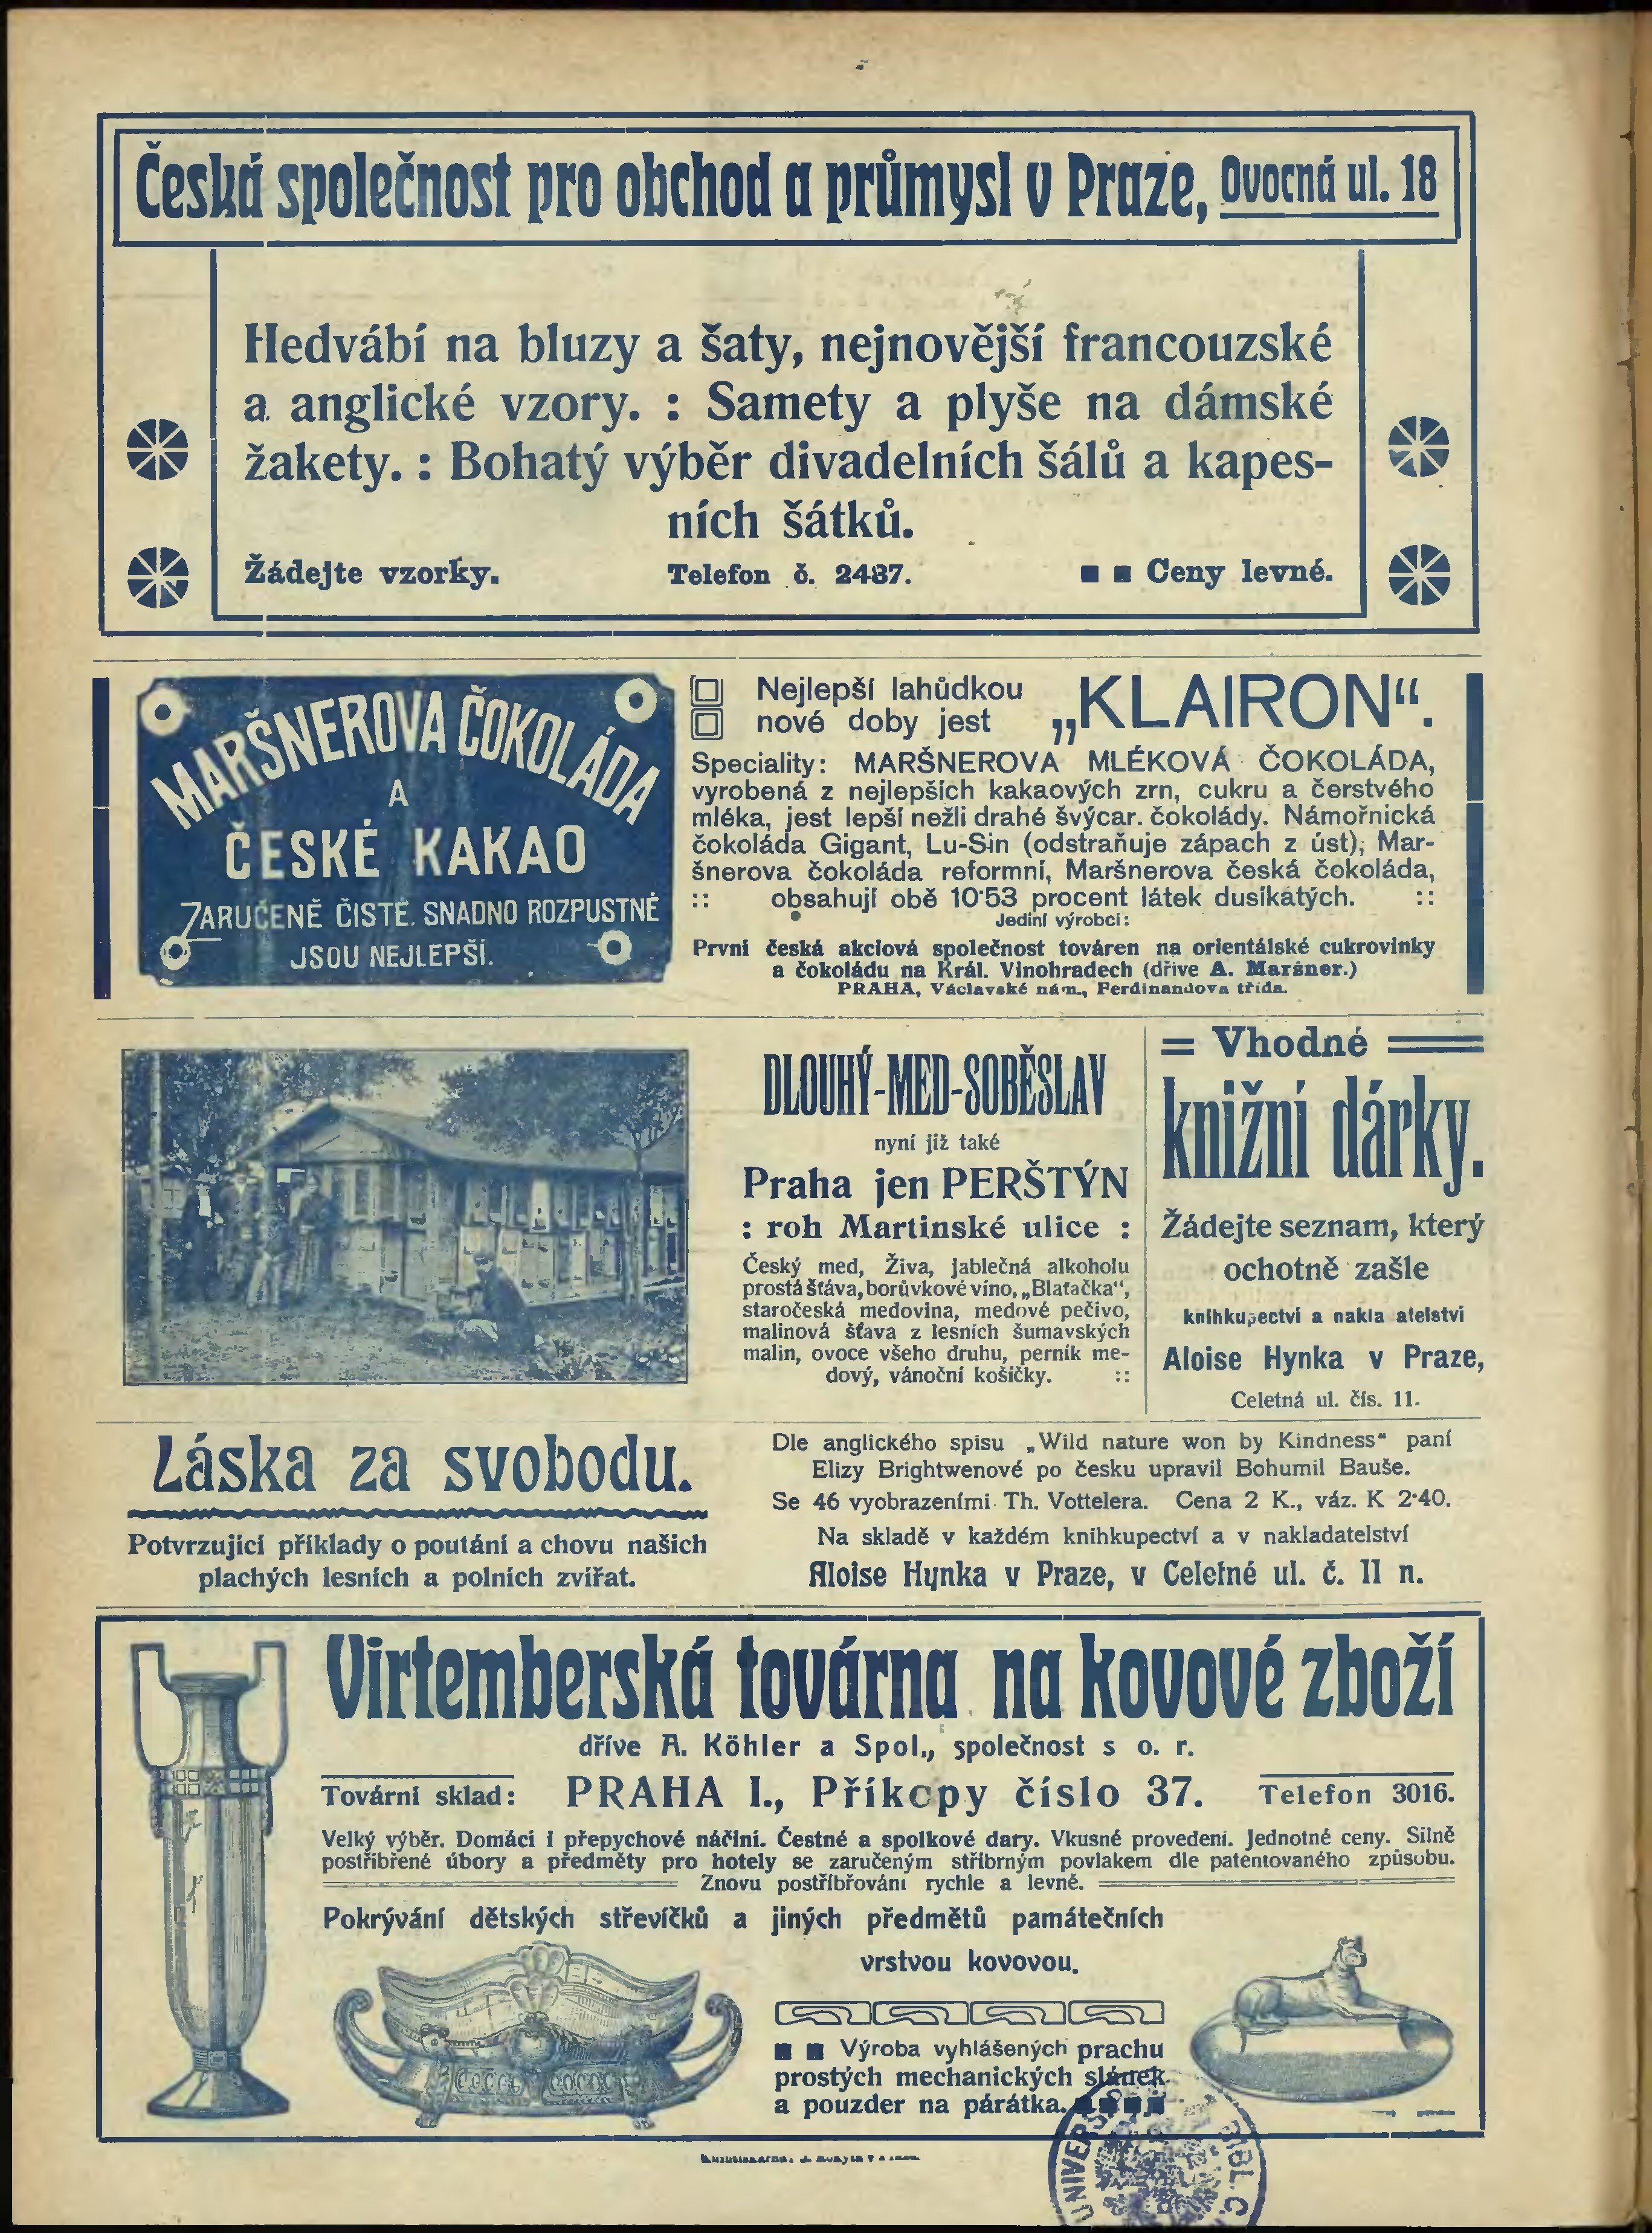 Česká společnost pro obchod a průmysl v Praze, Ovocná ul. 18
Hedvábí na bluzy a šaty, nejnovější francouzské
a anglické vzory. : Samety a plyše na dámské
žakety. : Bohatý výběr divadelních šálů a kapes-
ních šátků.
Žádejte vzorky. Telefon č. 2487. ■ ■ Ceny levné.
MARŠNEROVA ČOKOLÁDA
A
ČESKÉ KAKAO
ZARUČENĚ ČISTÉ. SNADNO ROZPUSTNÉ
JSOU NEJLEPŠÍ.
Nejlepší lahůdkou
nové doby jest „KLAIRON“.
Speciality: MARŠNEROVA MLÉKOVÁ ČOKOLÁDA,
vyrobená z nejlepších kakaových zrn, cukru a čerstvého
mléka, jest lepší nežli drahé švýcar. čokolády. Námořnická
čokoláda Gigant, Lu-Sin (odstraňuje zápach z úst), Mar-
šnerova čokoláda reformní, Maršnerova česká čokoláda,
:: obsahují obě 10·53 procent látek dusíkatých. ::
Jediní výrobci:
První česká akciová společnost továren na orientálské cukrovinky
a čokoládu na Král. Vinohradech (dříve A. Maršner.)
PRAHA, Václavské nám., Ferdinandova třída.
DLOUHÝ-MED-SOBĚSLAV
nyní již také
Praha jen PERŠTÝN
: roh Martinské ulice :
Český med, Živa, jablečná alkoholu
prostá šťáva, borůvkové víno, „Blaťačka“,
staročeská medovina, medové pečivo,
malinová šťava z lesních šumavských
malin, ovoce všeho druhu, perník me-
dový, vánoční košíčky. ::
= Vhodné =
knižní dárky.
Žádejte seznam, který
ochotně zašle
knihkupectví a nakla atelství
Aloise Hynka v Praze,
Celetná ul. čís. 11.
Láska za svobodu.
Potvrzující příklady o poutání a chovu našich
plachých lesních a polních zvířat.
Dle anglického spisu „Wild nature won by Kindness“ paní
Elizy Brightwenové po česku upravil Bohumil Bauše.
Se 46 vyobrazeními Th. Vottelera. Cena 2 K., váz. K 2·40.
Na skladě v každém knihkupectví a v nakladatelství
Aloise Hynka v Praze, v Celetné ul. č. 11 n.
Virtemberská továrna na kovové zboží
dříve A. Köhler a Spol., společnost s o. r.
Tovární sklad: PRAHA I., Příkopy číslo 37. Telefon 3016.
Velký výběr. Domácí i přepychové náčiní. Čestné a spolkové dary. Vkusné provedení. Jednotné ceny. Silně
postříbřené úbory a předměty pro hotely se zaručeným stříbrným povlakem dle patentovaného způsobu.
Znovu postříbřování rychle a levně.
Pokrývání dětských střevíčků a jiných předmětů památečních
vrstvou kovovou.
■ ■ Výroba vyhlášených prachu
prostých mechanických slánek
a pouzder na párátka. ■ ■ ■ ■
UNIVERS BIBL. C